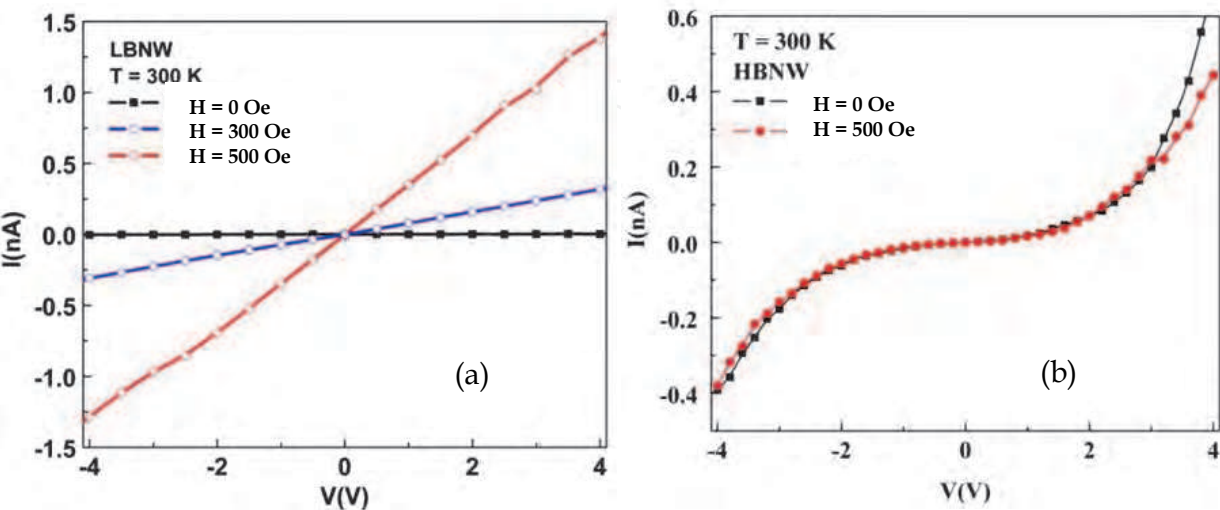 1.5
1.0
0.5
0.0
-0.5
-1.0
-1.5
I(nA)
LBNW
T = 300 K
H = 0 Oe
H = 300 Oe
H = 500 Oe
(a)
-4 -2 0 2 4
V(V)
0.6
0.4
0.2
0.0
-0.2
-0.4
I(nA)
T = 300 K
HBNW
H = 0 Oe
H = 500 Oe
(b)
-4 -2 0 2 4
V(V)